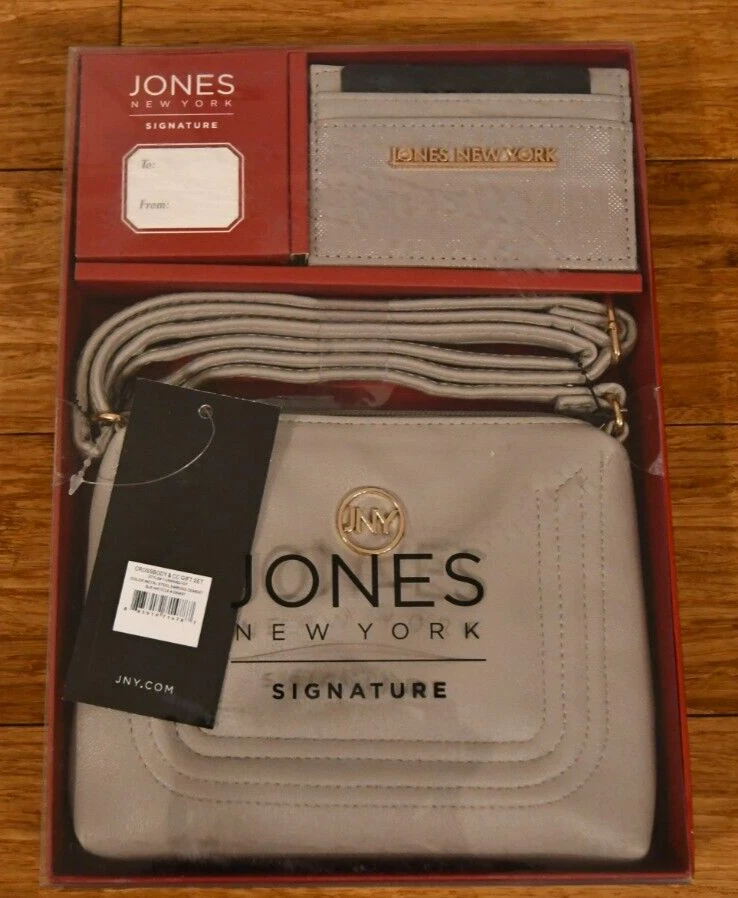 JONES
NEW YORK
SIGNATURE
To:
From:
JONES NEW YORK
JNY
JONES
NEW YORK
SIGNATURE
CROSSBODY & CC GIFT SET
JNY.COM